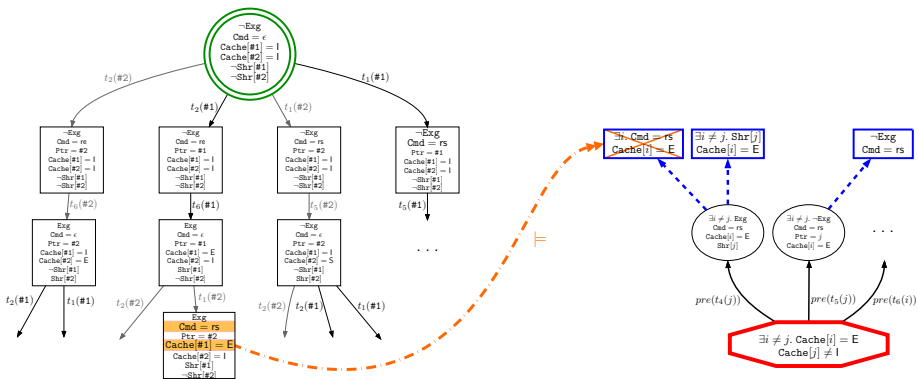 ¬Exg
Cmd = ϵ
Cache[#1] = I
Cache[#2] = I
¬Shr[#1]
¬Shr[#2]
t₂(#2)
t₂(#1)
t₁(#2)
t₁(#1)
¬Exg
Cmd = re
Ptr = #2
Cache[#1] = I
Cache[#2] = I
¬Shr[#1]
¬Shr[#2]
¬Exg
Cmd = re
Ptr = #1
Cache[#1] = I
Cache[#2] = I
¬Shr[#1]
¬Shr[#2]
¬Exg
Cmd = rs
Ptr = #2
Cache[#1] = I
Cache[#2] = I
¬Shr[#1]
¬Shr[#2]
¬Exg
Cmd = rs
Ptr = #1
Cache[#1] = I
Cache[#2] = I
¬Shr[#1]
¬Shr[#2]
t₆(#2)
t₆(#1)
t₅(#2)
t₅(#1)
Exg
Cmd = ϵ
Ptr = #2
Cache[#1] = I
Cache[#2] = E
¬Shr[#1]
Shr[#2]
Exg
Cmd = ϵ
Ptr = #1
Cache[#1] = E
Cache[#2] = I
Shr[#1]
¬Shr[#2]
¬Exg
Cmd = ϵ
Ptr = #2
Cache[#1] = I
Cache[#2] = S
¬Shr[#1]
Shr[#2]
. . .
t₂(#1)
t₁(#1)
t₂(#2)
t₁(#2)
t₂(#2)
t₂(#1)
t₁(#1)
Exg
Cmd = rs
Ptr = #2
Cache[#1] = E
Cache[#2] = I
Shr[#1]
¬Shr[#2]
⊨
∃i. Cmd = rs
Cache[i] = E
∃i ≠ j. Shr[j]
Cache[i] = E
¬Exg
Cmd = rs
∃i ≠ j. Exg
Cmd = rs
Cache[i] = E
Shr[j]
∃i ≠ j. ¬Exg
Cmd = rs
Ptr = j
Cache[i] = E
. . .
pre(t₄(j))
pre(t₅(j))
pre(t₆(i))
∃i ≠ j. Cache[i] = E
Cache[j] ≠ I